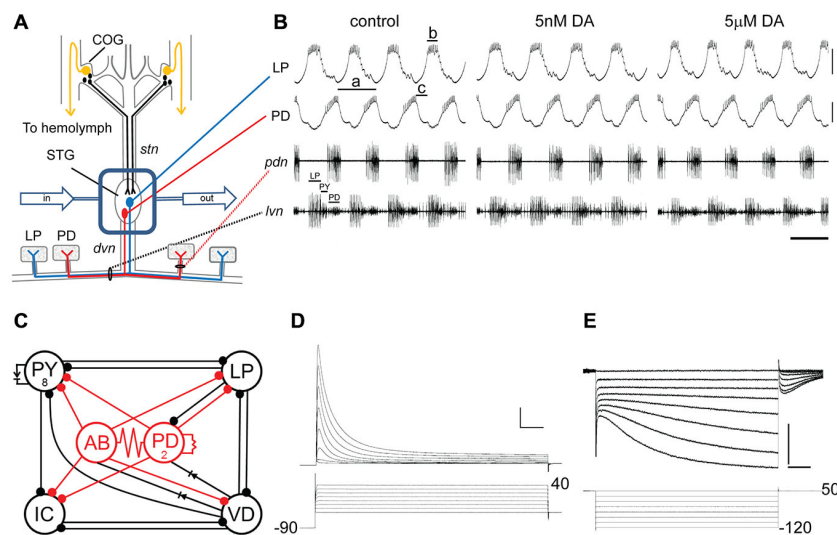 A
COG
To hemolymph
stn
STG
in
out
LP
PD
dvn
B
control
5nM DA
5μM DA
b
LP
a
c
PD
pdn
LP
PY
PD
lvn
C
PY
8
LP
AB
PD
2
IC
VD
D
40
-90
E
50
-120